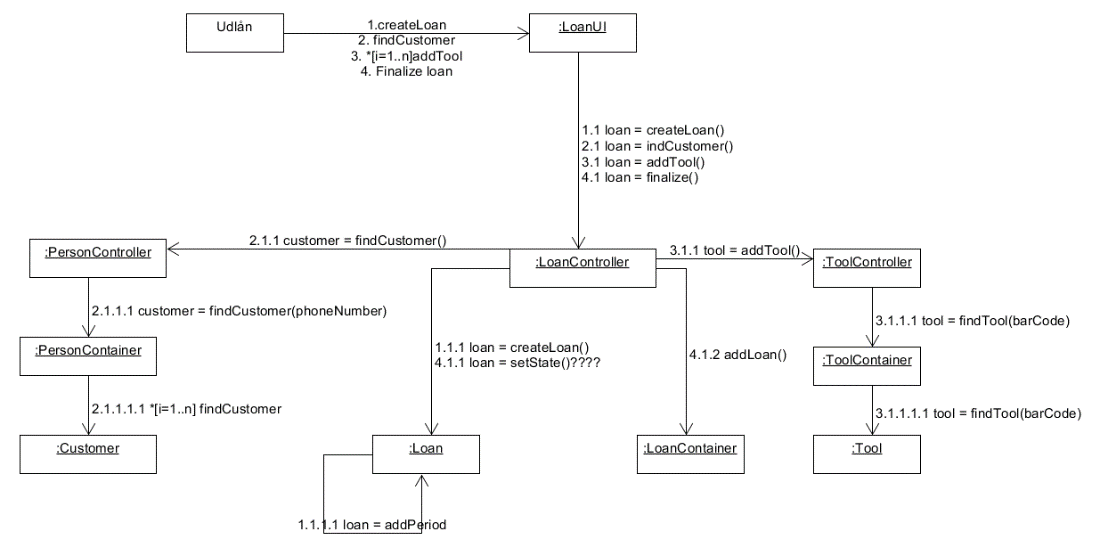 Udlån
1.createLoan
2. findCustomer
3. *[i=1..n]addTool
4. Finalize loan
:LoanUI
1.1 loan = createLoan()
2.1 loan = indCustomer()
3.1 loan = addTool()
4.1 loan = finalize()
:PersonController
2.1.1 customer = findCustomer()
:LoanController
3.1.1 tool = addTool()
:ToolController
2.1.1.1 customer = findCustomer(phoneNumber)
3.1.1.1 tool = findTool(barCode)
:PersonContainer
1.1.1 loan = createLoan()
4.1.1 loan = setState()????
4.1.2 addLoan()
:ToolContainer
2.1.1.1.1 *[i=1..n] findCustomer
3.1.1.1.1 tool = findTool(barCode)
:Customer
:Loan
:LoanContainer
:Tool
1.1.1.1 loan = addPeriod